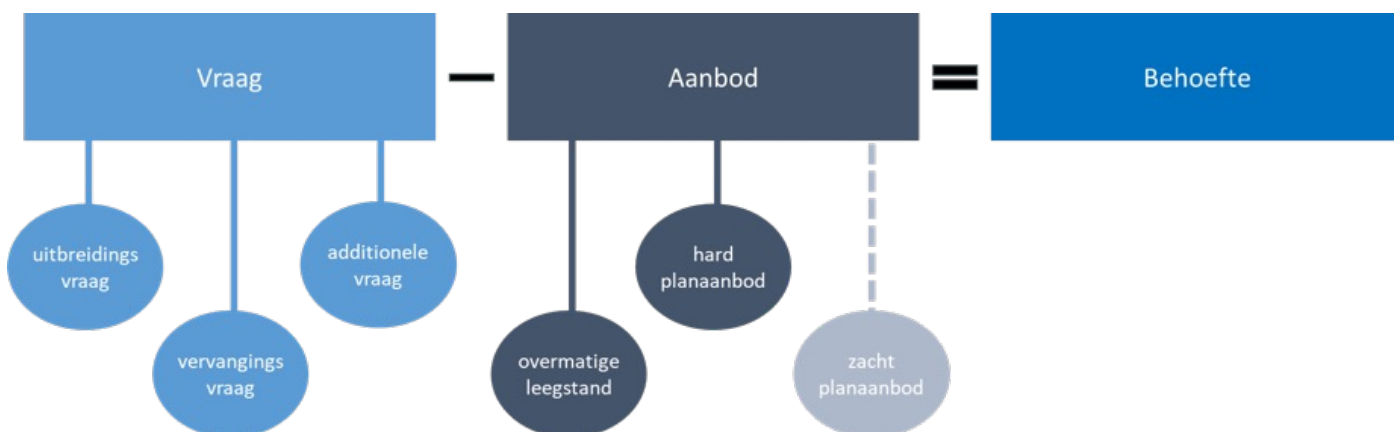 Vraag
Aanbod
Behoefte
uitbreidings
vraag
vervangings
vraag
additionele
vraag
overmatige
leegstand
hard
planaanbod
zacht
planaanbod